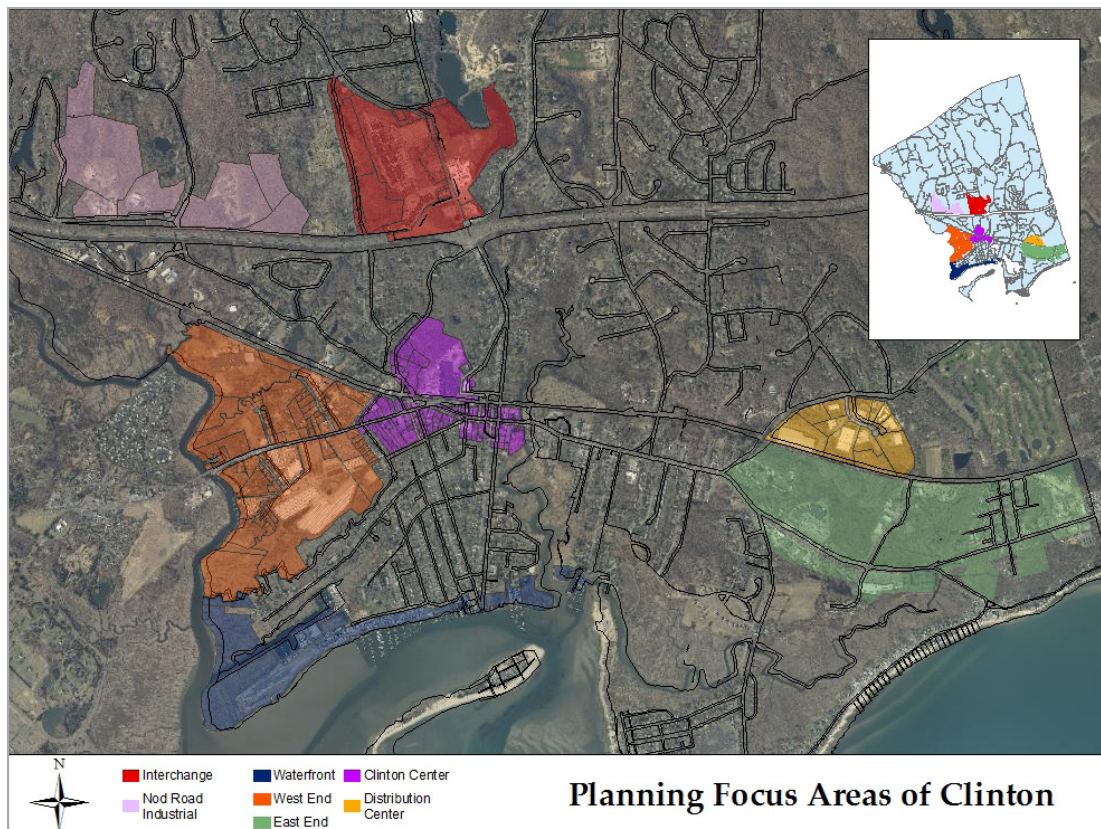 N
Interchange
Nod Road
Industrial
Waterfront
West End
East End
Clinton Center
Distribution
Center
Planning Focus Areas of Clinton